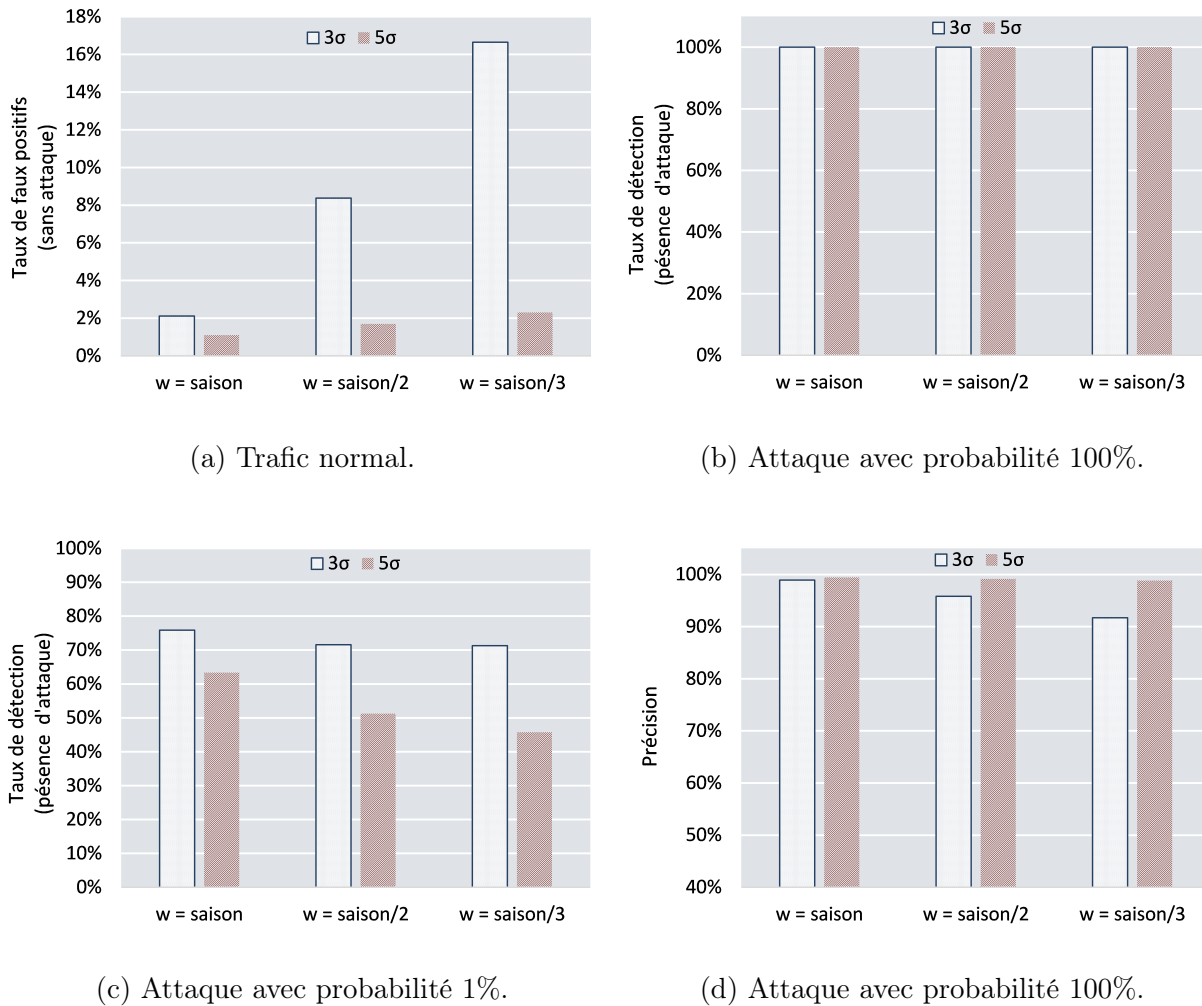 18%
16%
14%
12%
10%
8%
6%
4%
2%
0%
Taux de faux positifs
(sans attaque)
3σ 5σ
w = saison w = saison/2 w = saison/3
(a) Trafic normal.
100%
80%
60%
40%
20%
0%
Taux de détection
(pésence d'attaque)
3σ 5σ
w = saison w = saison/2 w = saison/3
(b) Attaque avec probabilité 100%.
100%
90%
80%
70%
60%
50%
40%
30%
20%
10%
0%
Taux de détection
(pésence d'attaque)
3σ 5σ
w = saison w = saison/2 w = saison/3
(c) Attaque avec probabilité 1%.
100%
90%
80%
70%
60%
50%
40%
Précision
3σ 5σ
w = saison w = saison/2 w = saison/3
(d) Attaque avec probabilité 100%.